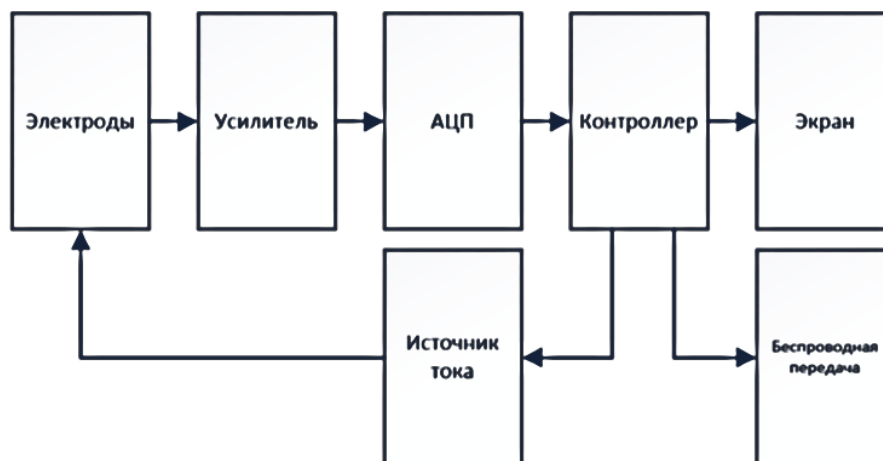 Электроды
Усилитель
АЦП
Контроллер
Экран
Источник
тока
Беспроводная
передача